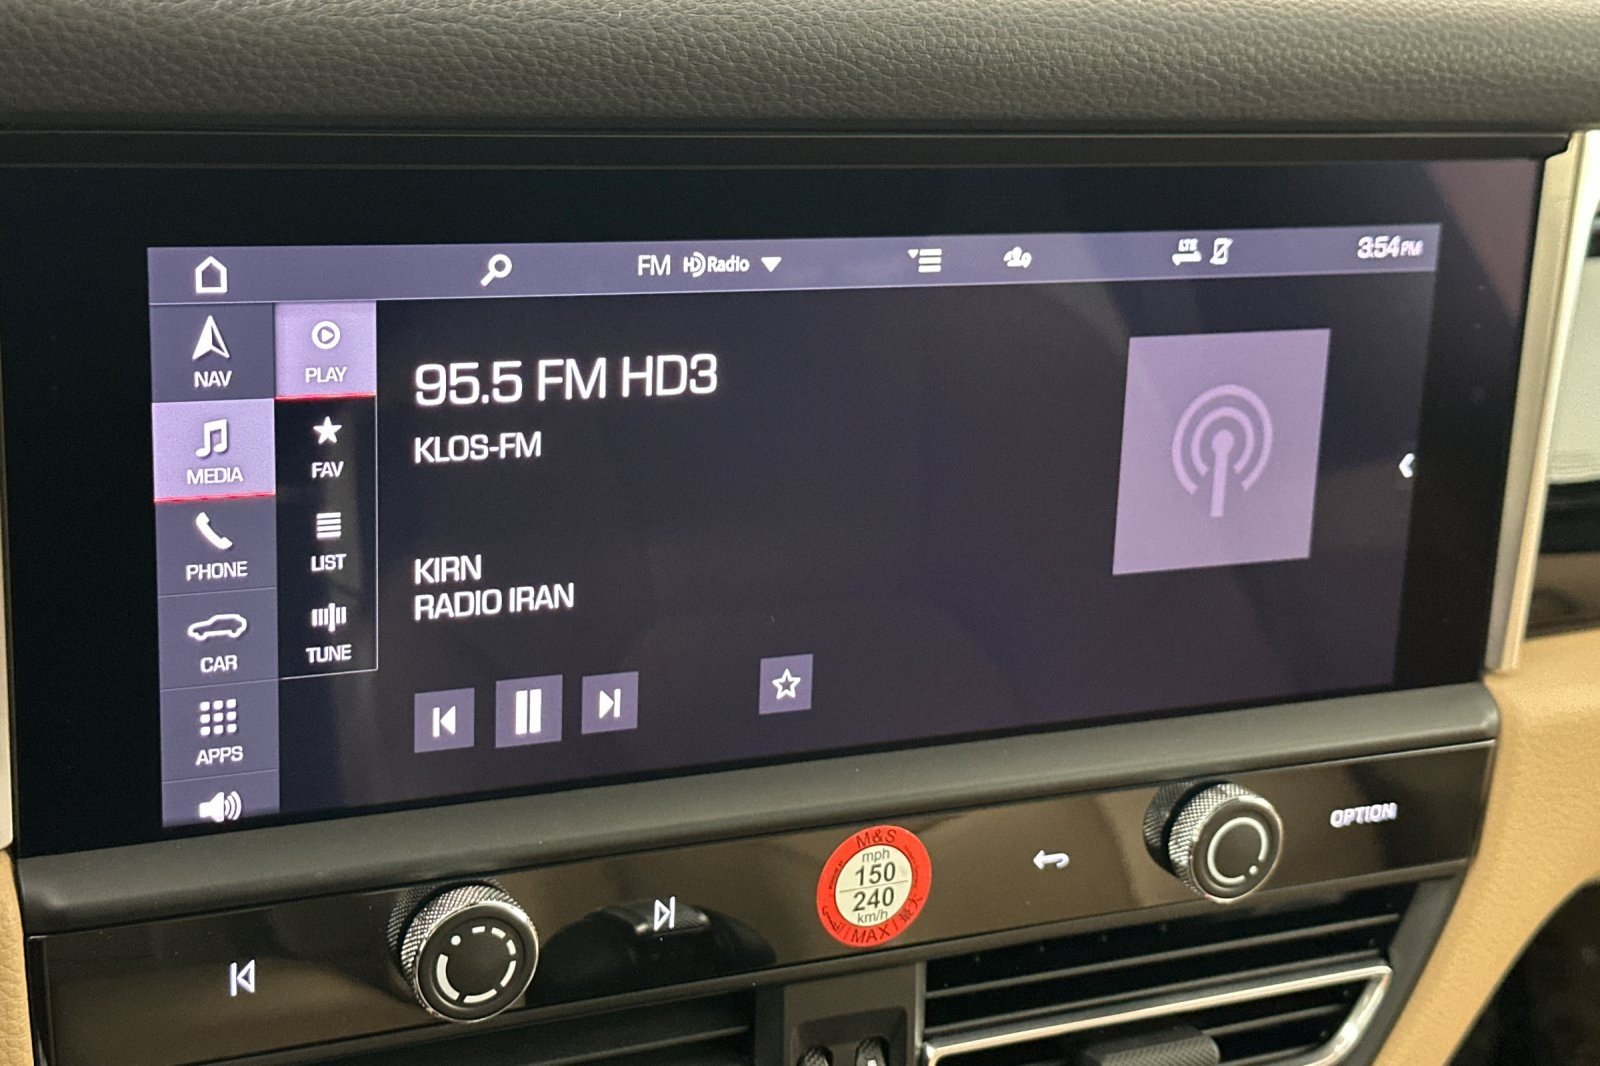 FM HD Radio
LTE
3:54 PM
NAV
PLAY
95.5 FM HD3
MEDIA
FAV
KLOS-FM
PHONE
LIST
KIRN
RADIO IRAN
CAR
TUNE
APPS
OPTION
M&S
mph
150
240
km/h
MAX